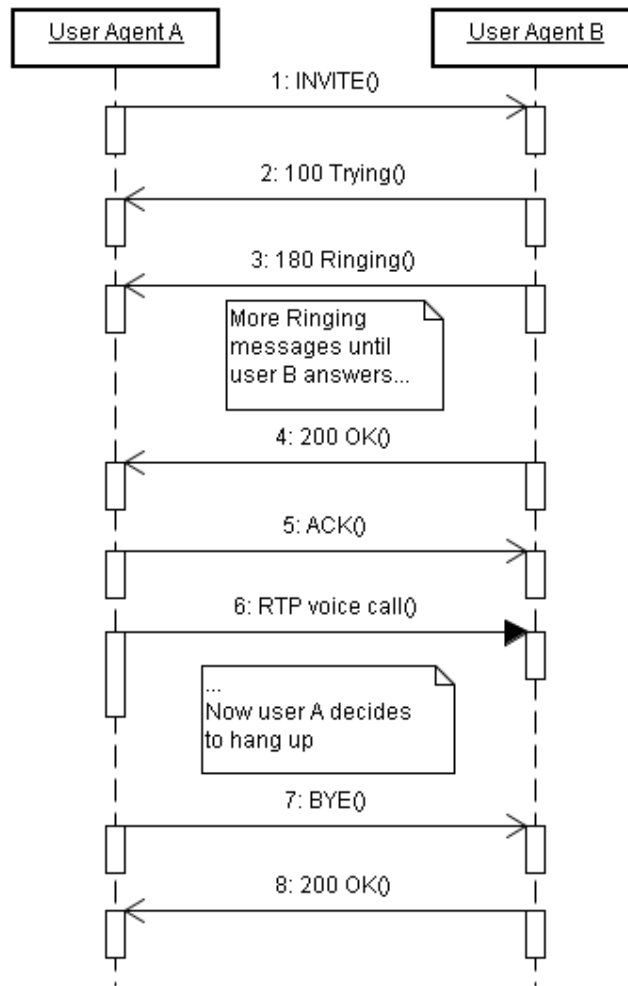 User Agent A
User Agent B
1: INVITE()
2: 100 Trying()
3: 180 Ringing()
More Ringing
messages until
user B answers...
4: 200 OK()
5: ACK()
6: RTP voice call()
...
Now user A decides
to hang up
7: BYE()
8: 200 OK()